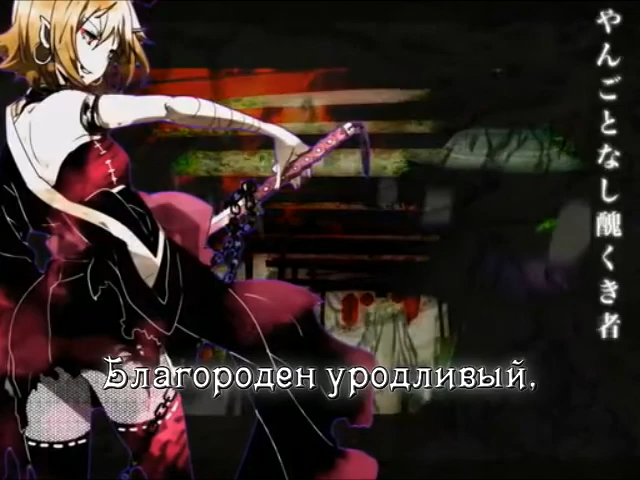 やんごとなし醜くき者
Благороден уродливый,